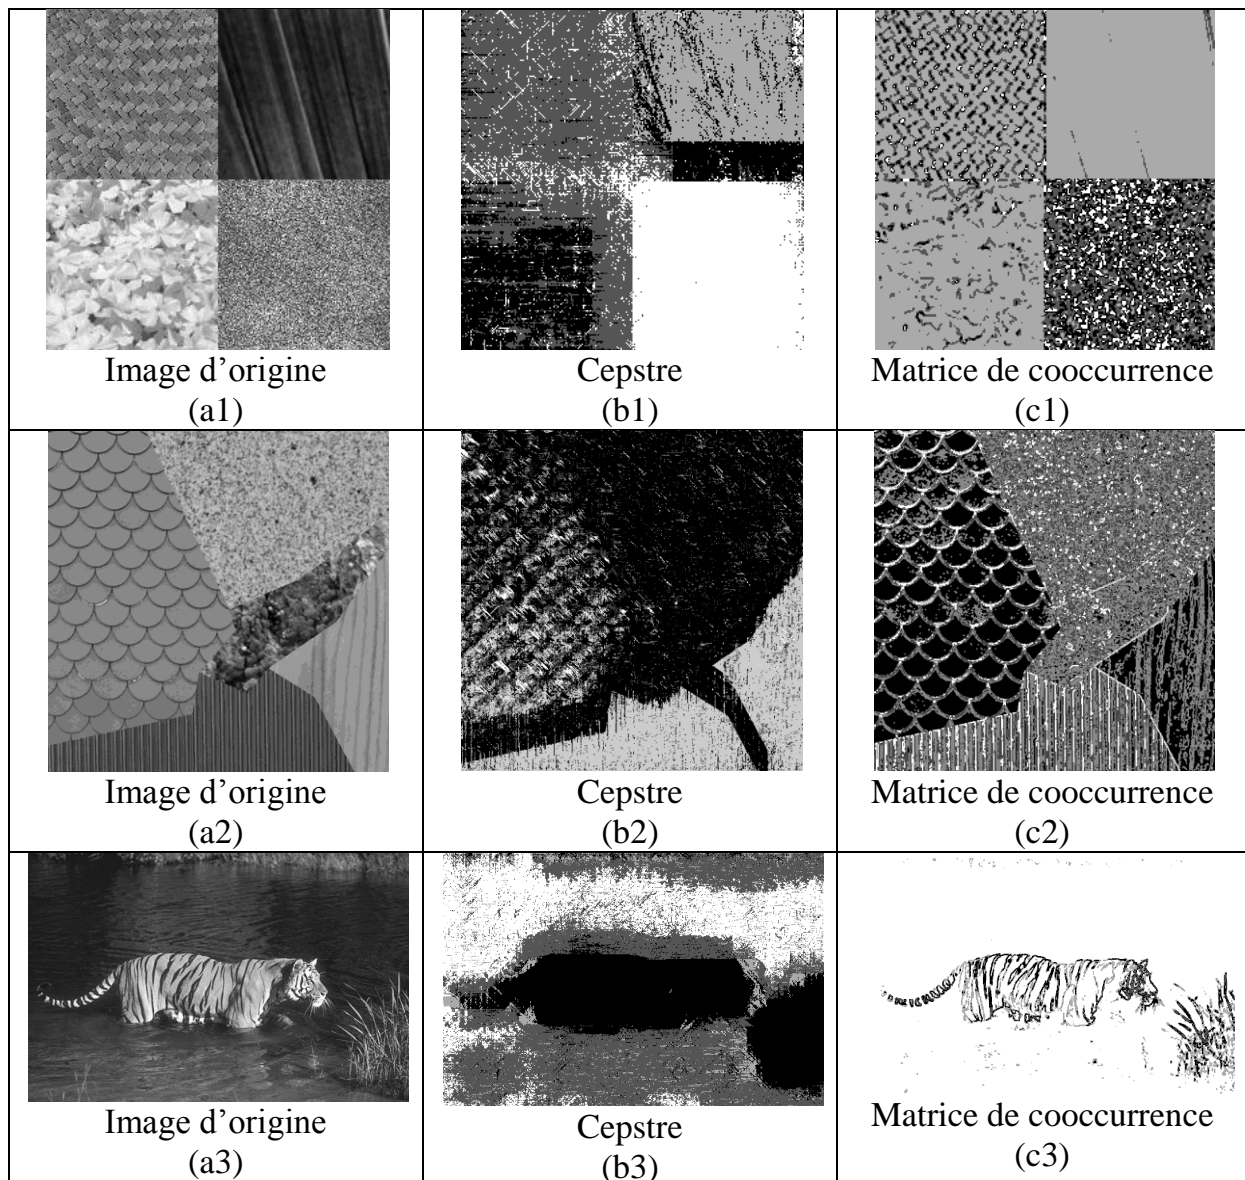 Image d’origine
(a1)
Cepstre
(b1)
Matrice de cooccurrence
(c1)
Image d’origine
(a2)
Cepstre
(b2)
Matrice de cooccurrence
(c2)
Image d’origine
(a3)
Cepstre
(b3)
Matrice de cooccurrence
(c3)